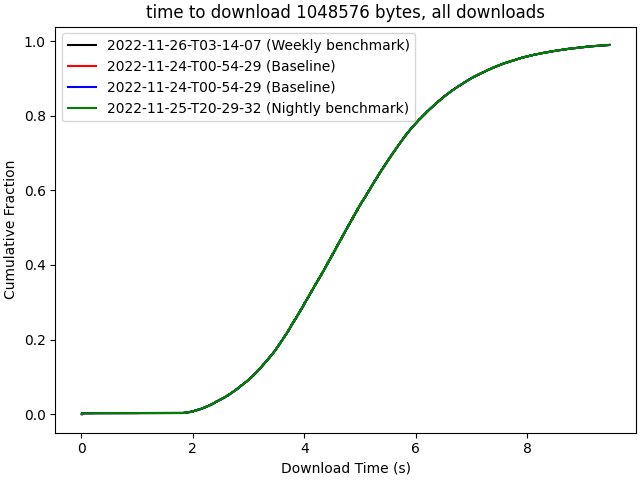 time to download 1048576 bytes, all downloads
2022-11-26-T03-14-07 (Weekly benchmark)
2022-11-24-T00-54-29 (Baseline)
2022-11-24-T00-54-29 (Baseline)
2022-11-25-T20-29-32 (Nightly benchmark)
Cumulative Fraction
1.0
0.8
0.6
0.4
0.2
0.0
0 2 4 6 8
Download Time (s)